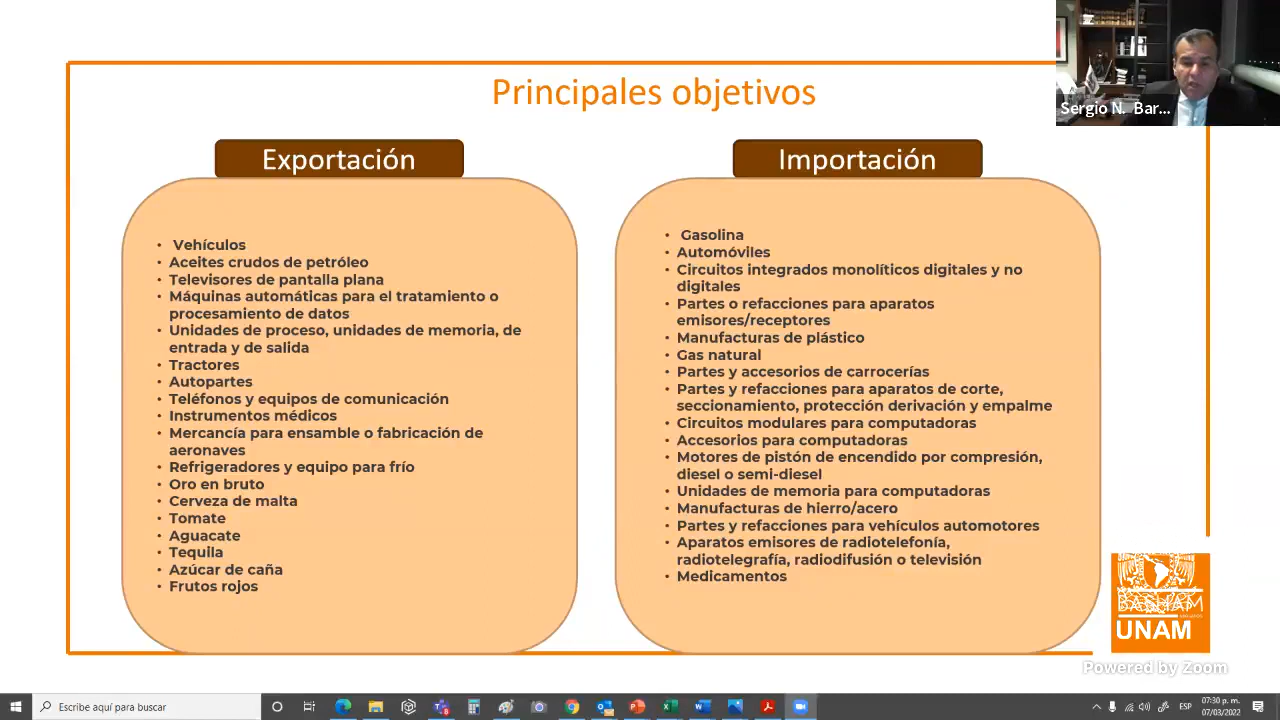 Principales objetivos
Sergio N. Bar...
Exportación
• Vehículos
• Aceites crudos de petróleo
• Televisores de pantalla plana
• Máquinas automáticas para el tratamiento o
procesamiento de datos
• Unidades de proceso, unidades de memoria, de
entrada y de salida
• Tractores
• Autopartes
• Teléfonos y equipos de comunicación
• Instrumentos médicos
• Mercancía para ensamble o fabricación de
aeronaves
• Refrigeradores y equipo para frío
• Oro en bruto
• Cerveza de malta
• Tomate
• Aguacate
• Tequila
• Azúcar de caña
• Frutos rojos
Importación
• Gasolina
• Automóviles
• Circuitos integrados monolíticos digitales y no
digitales
• Partes o refacciones para aparatos
emisores/receptores
• Manufacturas de plástico
• Gas natural
• Partes y accesorios de carrocerías
• Partes y refacciones para aparatos de corte,
seccionamiento, protección derivación y empalme
• Circuitos modulares para computadoras
• Accesorios para computadoras
• Motores de pistón de encendido por compresión,
diesel o semi-diesel
• Unidades de memoria para computadoras
• Manufacturas de hierro/acero
• Partes y refacciones para vehículos automotores
• Aparatos emisores de radiotelefonía,
radiotelegrafía, radiodifusión o televisión
• Medicamentos
BASHAM
UNAM
Powered by Zoom
Escribe aquí para buscar
ESP
07:30 p. m.
07/03/2022